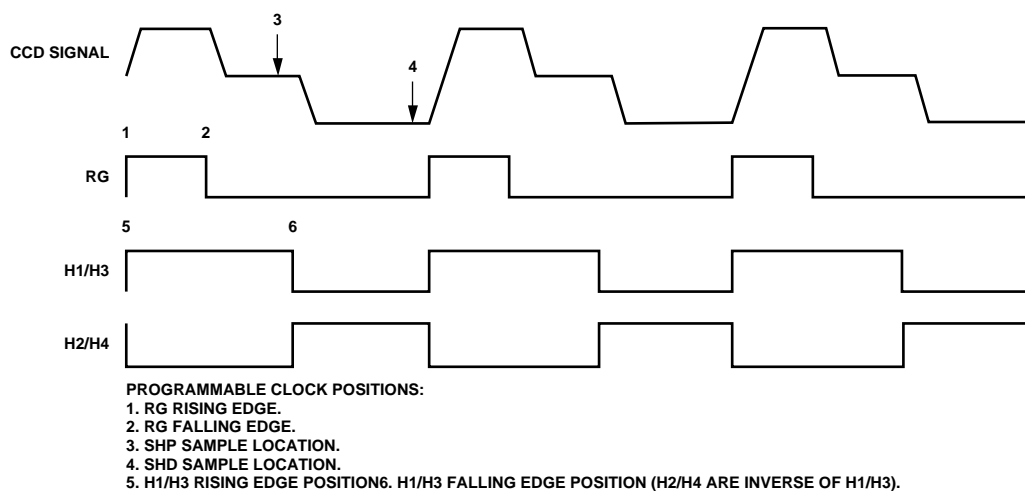 3
CCD SIGNAL
4
1 2
RG
5 6
H1/H3
H2/H4
PROGRAMMABLE CLOCK POSITIONS:
1. RG RISING EDGE.
2. RG FALLING EDGE.
3. SHP SAMPLE LOCATION.
4. SHD SAMPLE LOCATION.
5. H1/H3 RISING EDGE POSITION6. H1/H3 FALLING EDGE POSITION (H2/H4 ARE INVERSE OF H1/H3).